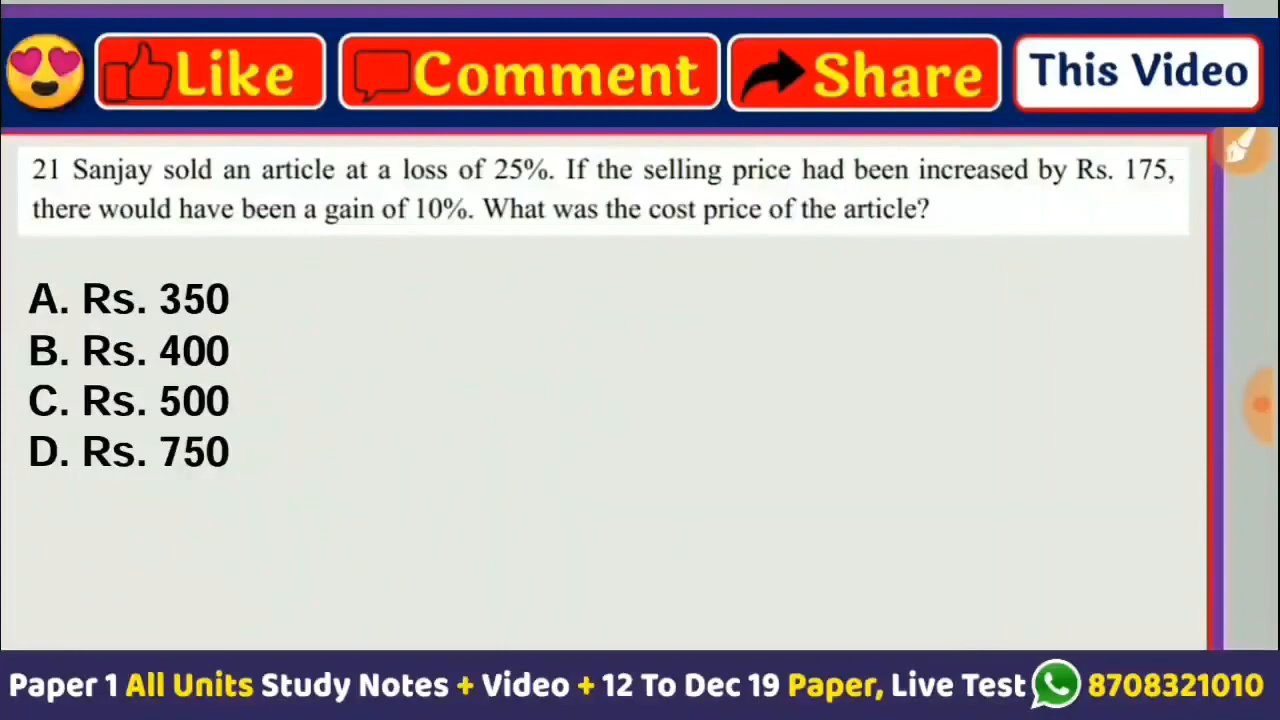 Like Comment Share This Video
21 Sanjay sold an article at a loss of 25%. If the selling price had been increased by Rs. 175,
there would have been a gain of 10%. What was the cost price of the article?
A. Rs. 350
B. Rs. 400
C. Rs. 500
D. Rs. 750
Paper 1 All Units Study Notes + Video + 12 To Dec 19 Paper, Live Test 8708321010